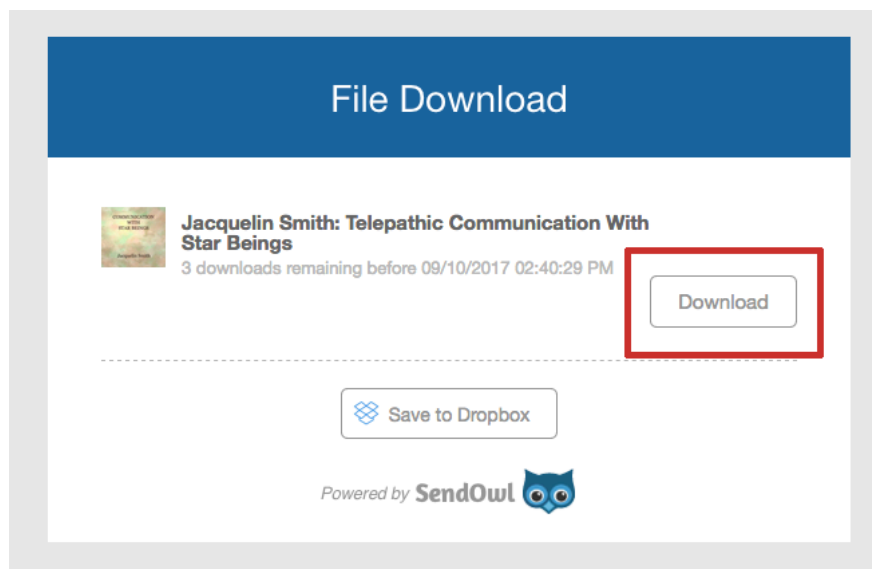 File Download
COMMUNICATION
WITH
STAR BEINGS
Jacquelin Smith
Jacquelin Smith: Telepathic Communication With
Star Beings
3 downloads remaining before 09/10/2017 02:40:29 PM
Download
Save to Dropbox
Powered by SendOwl